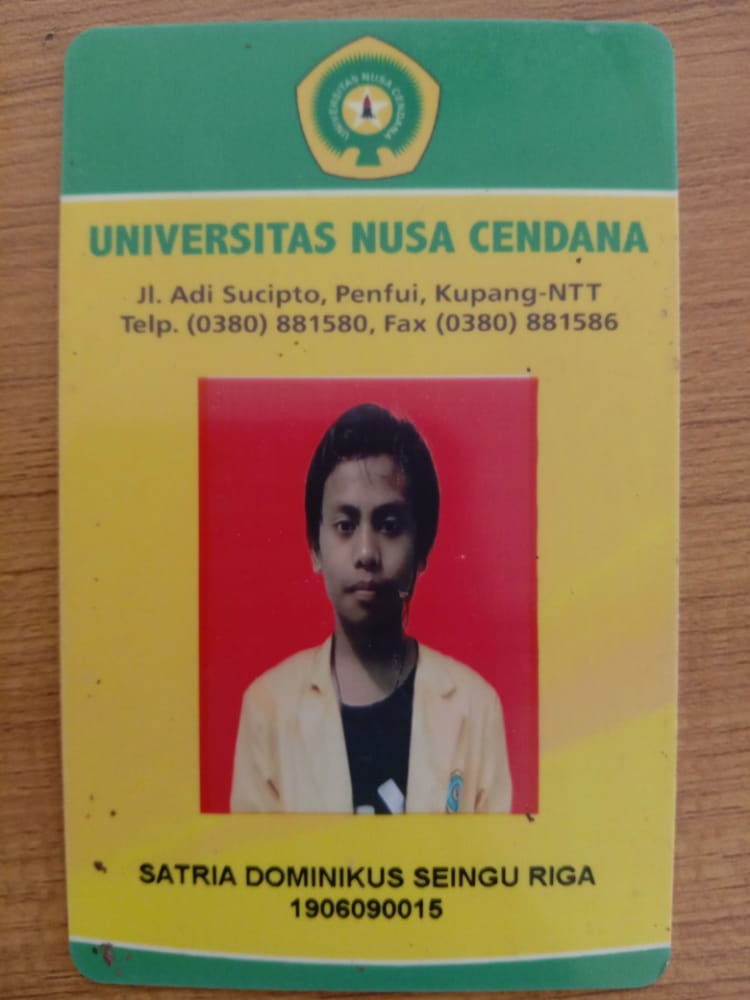 UNIVERSITAS NUSA CENDANA
UNIVERSITAS NUSA CENDANA
Jl. Adi Sucipto, Penfui, Kupang-NTT
Telp. (0380) 881580, Fax (0380) 881586
SATRIA DOMINIKUS SEINGU RIGA
1906090015